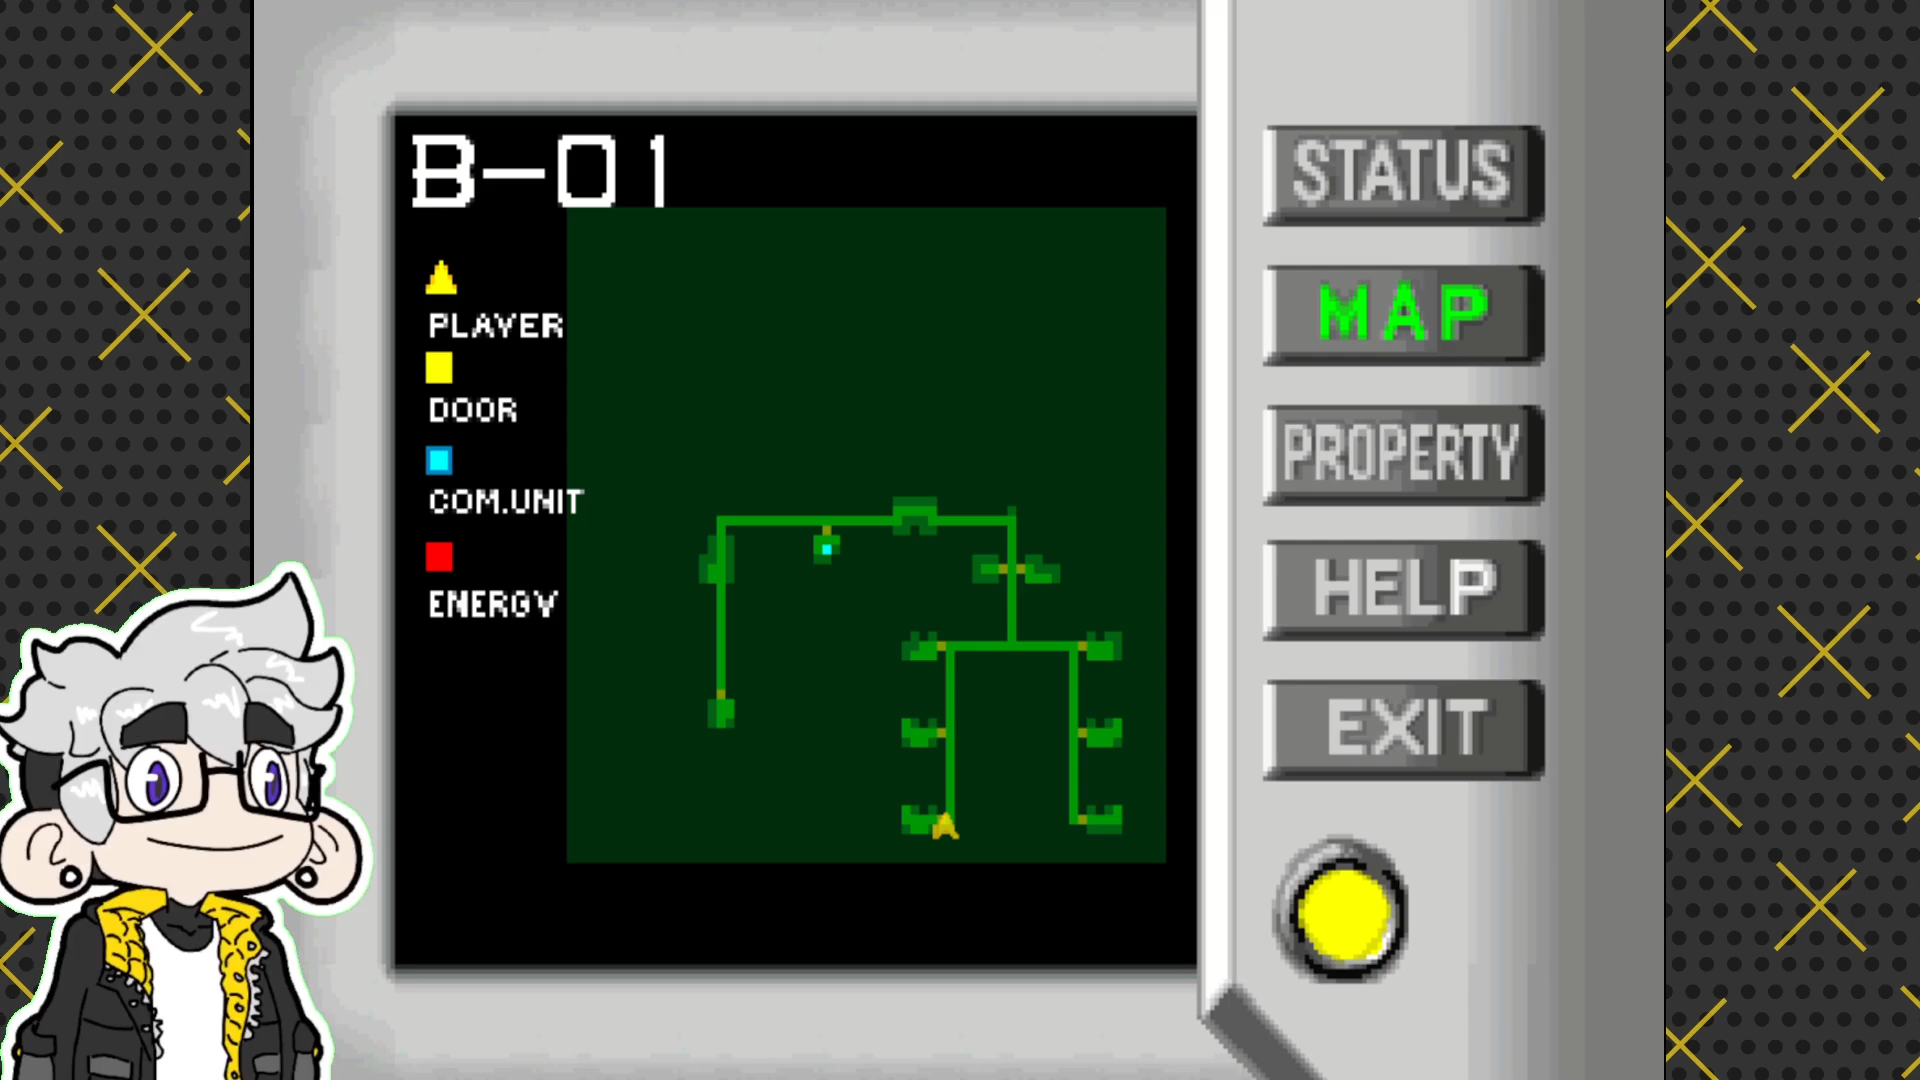 B-01
PLAYER
DOOR
COM.UNIT
ENERGY
STATUS
MAP
PROPERTY
HELP
EXIT